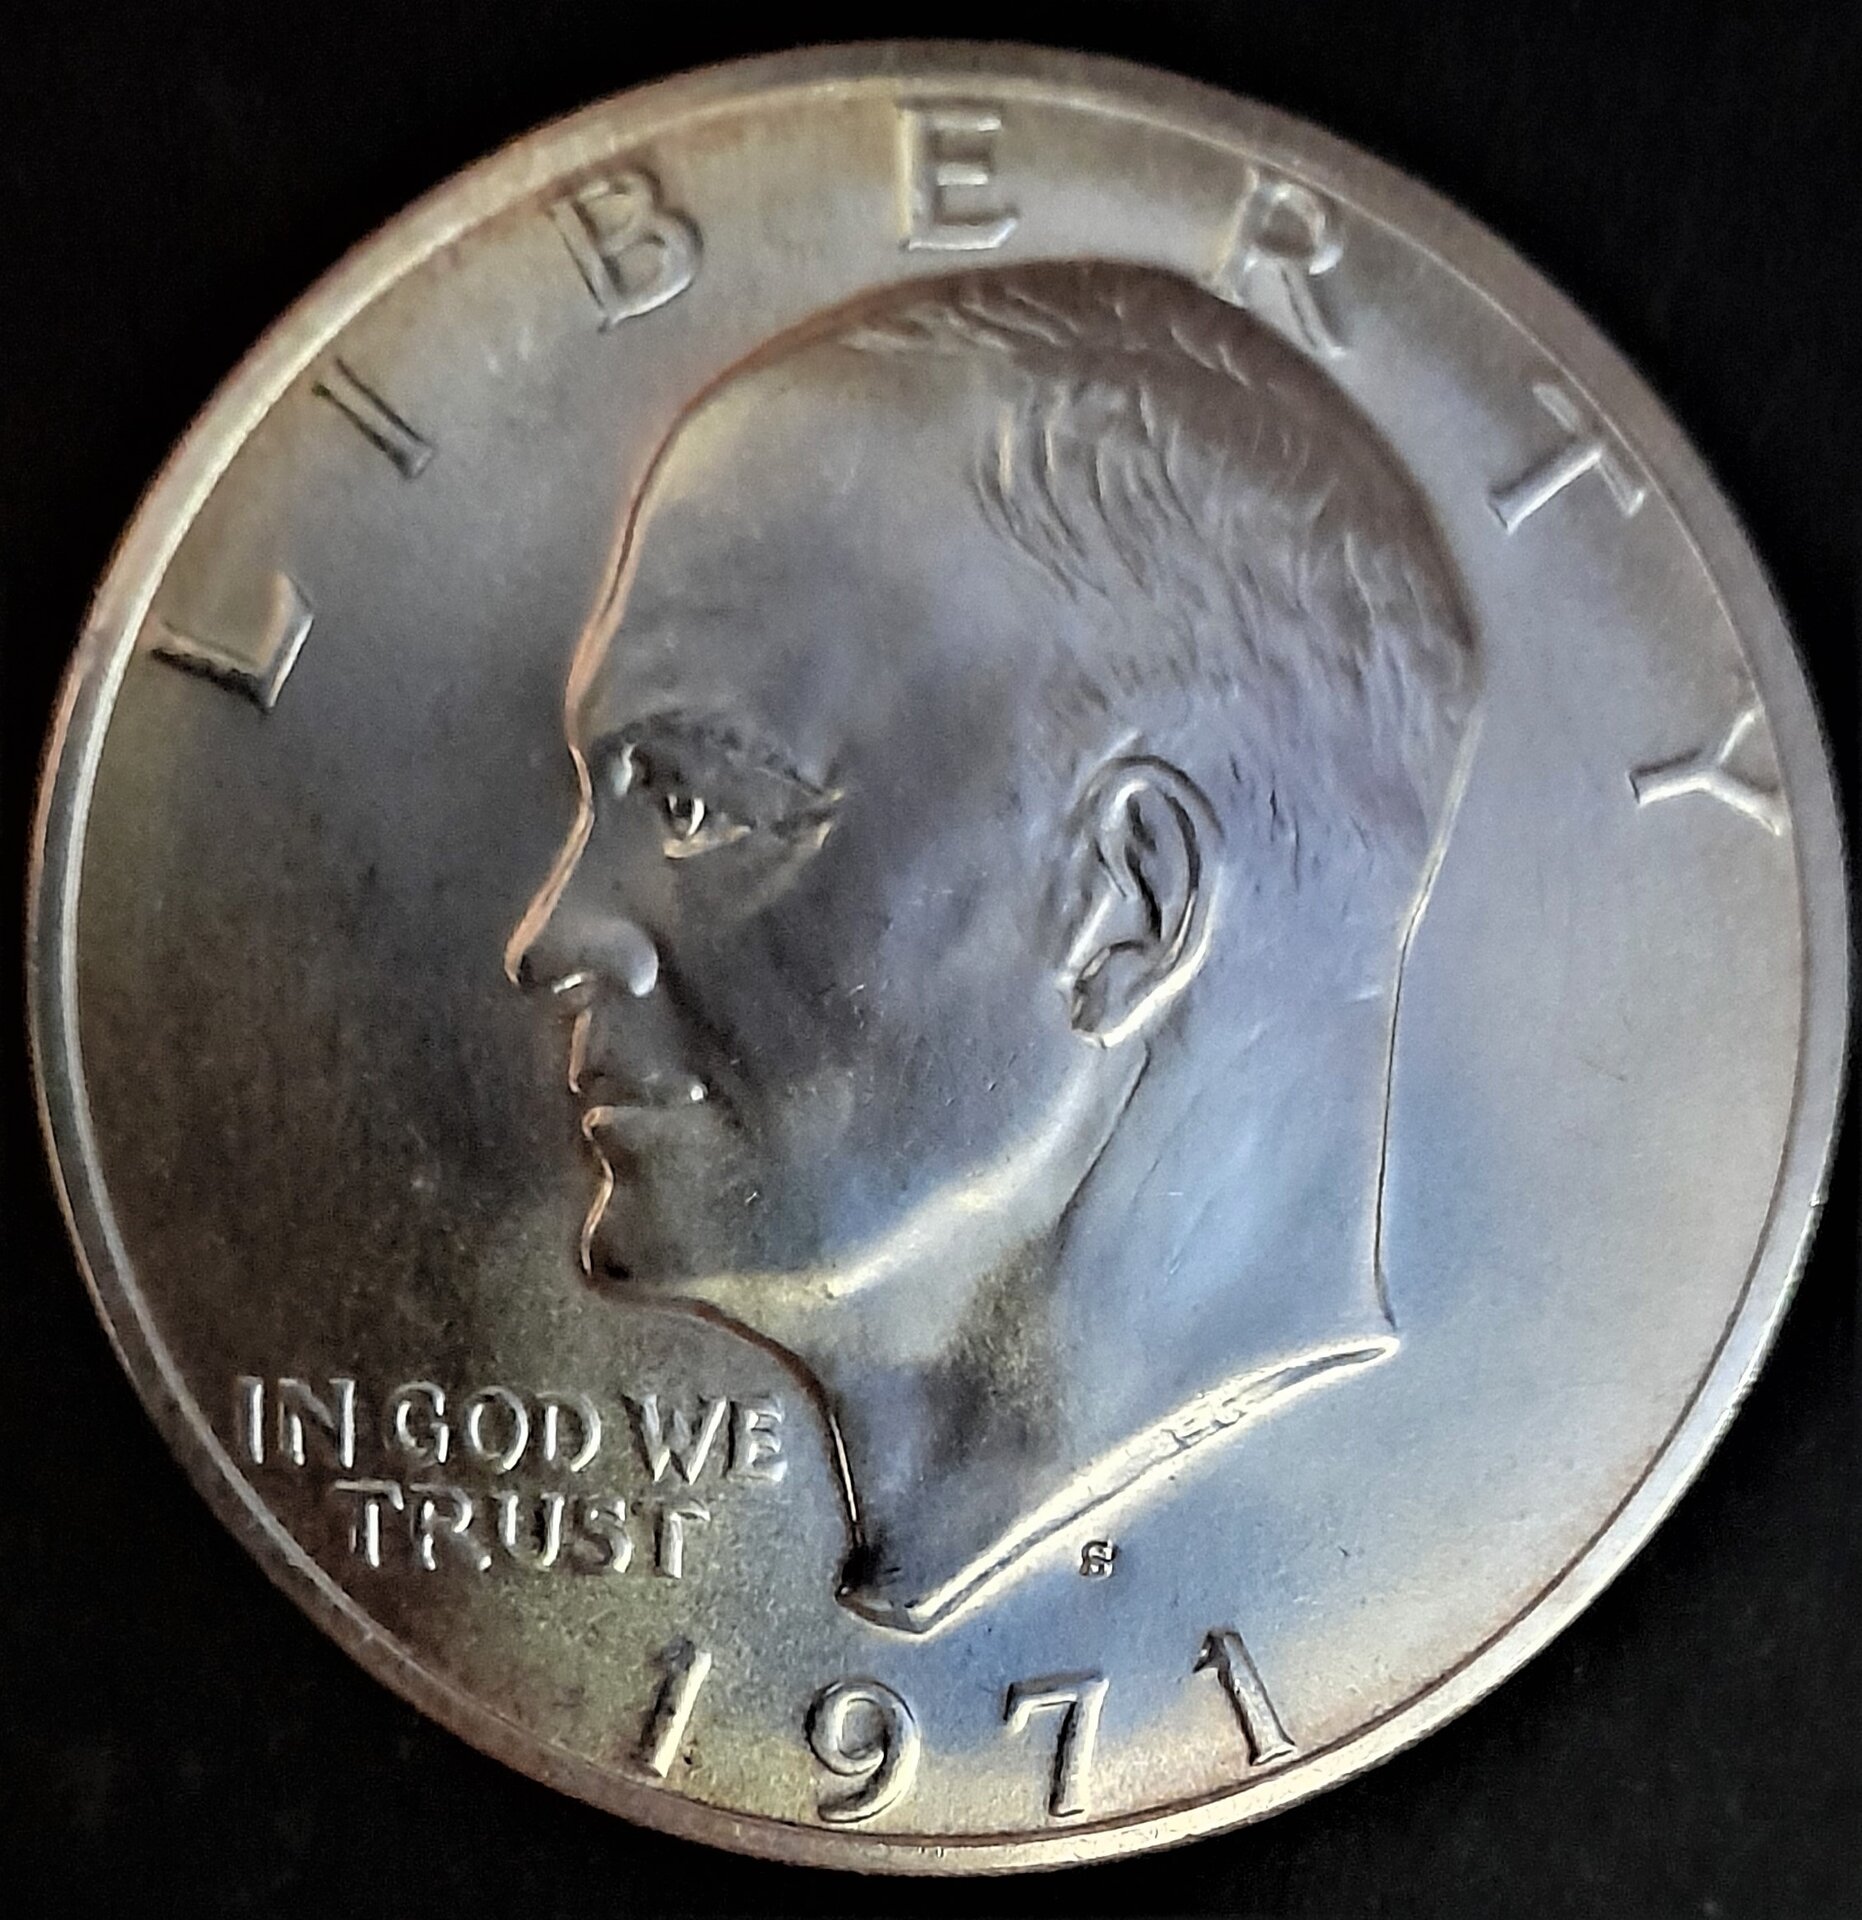 LIBERTY
IN GOD WE
TRUST
S
1971